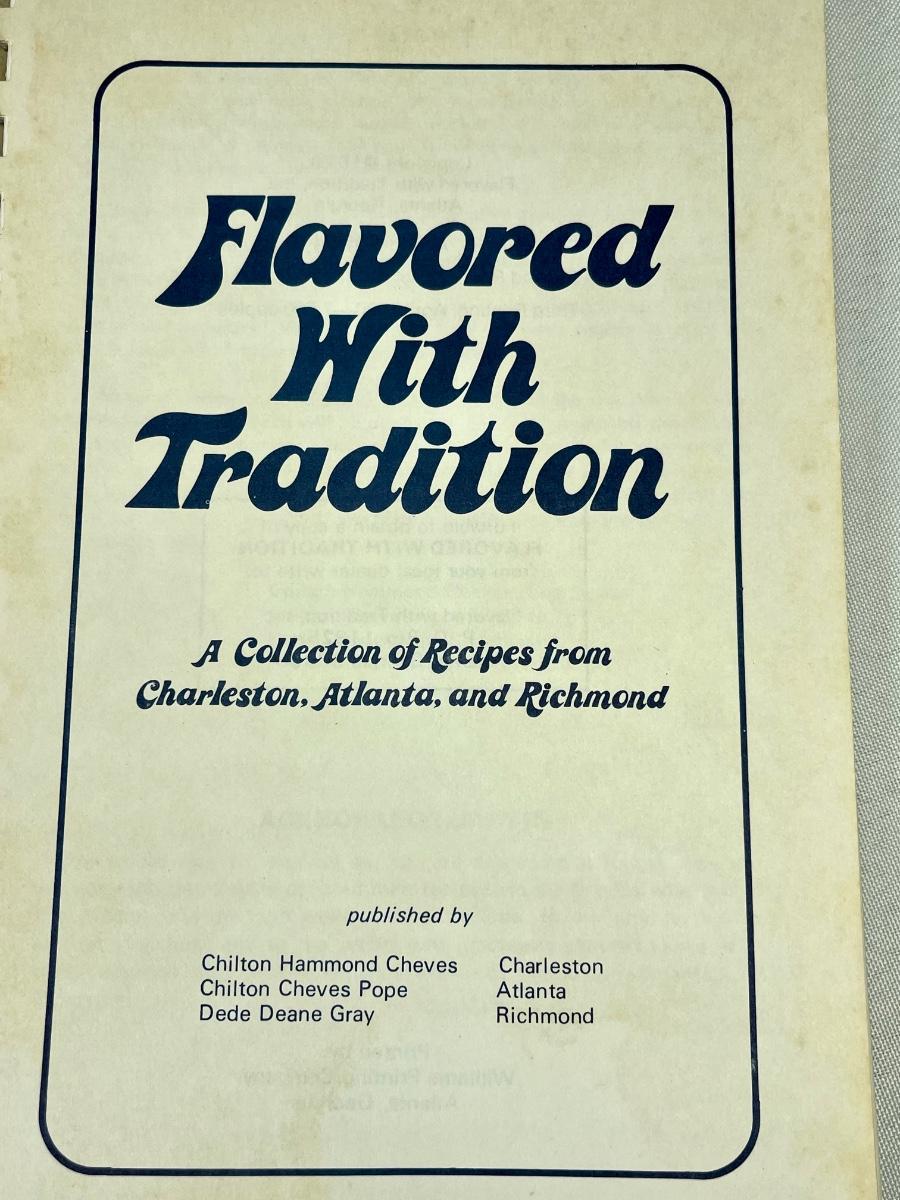 Flavored
With
Tradition
A Collection of Recipes from
Charleston, Atlanta, and Richmond
published by
Chilton Hammond Cheves Charleston
Chilton Cheves Pope Atlanta
Dede Deane Gray Richmond